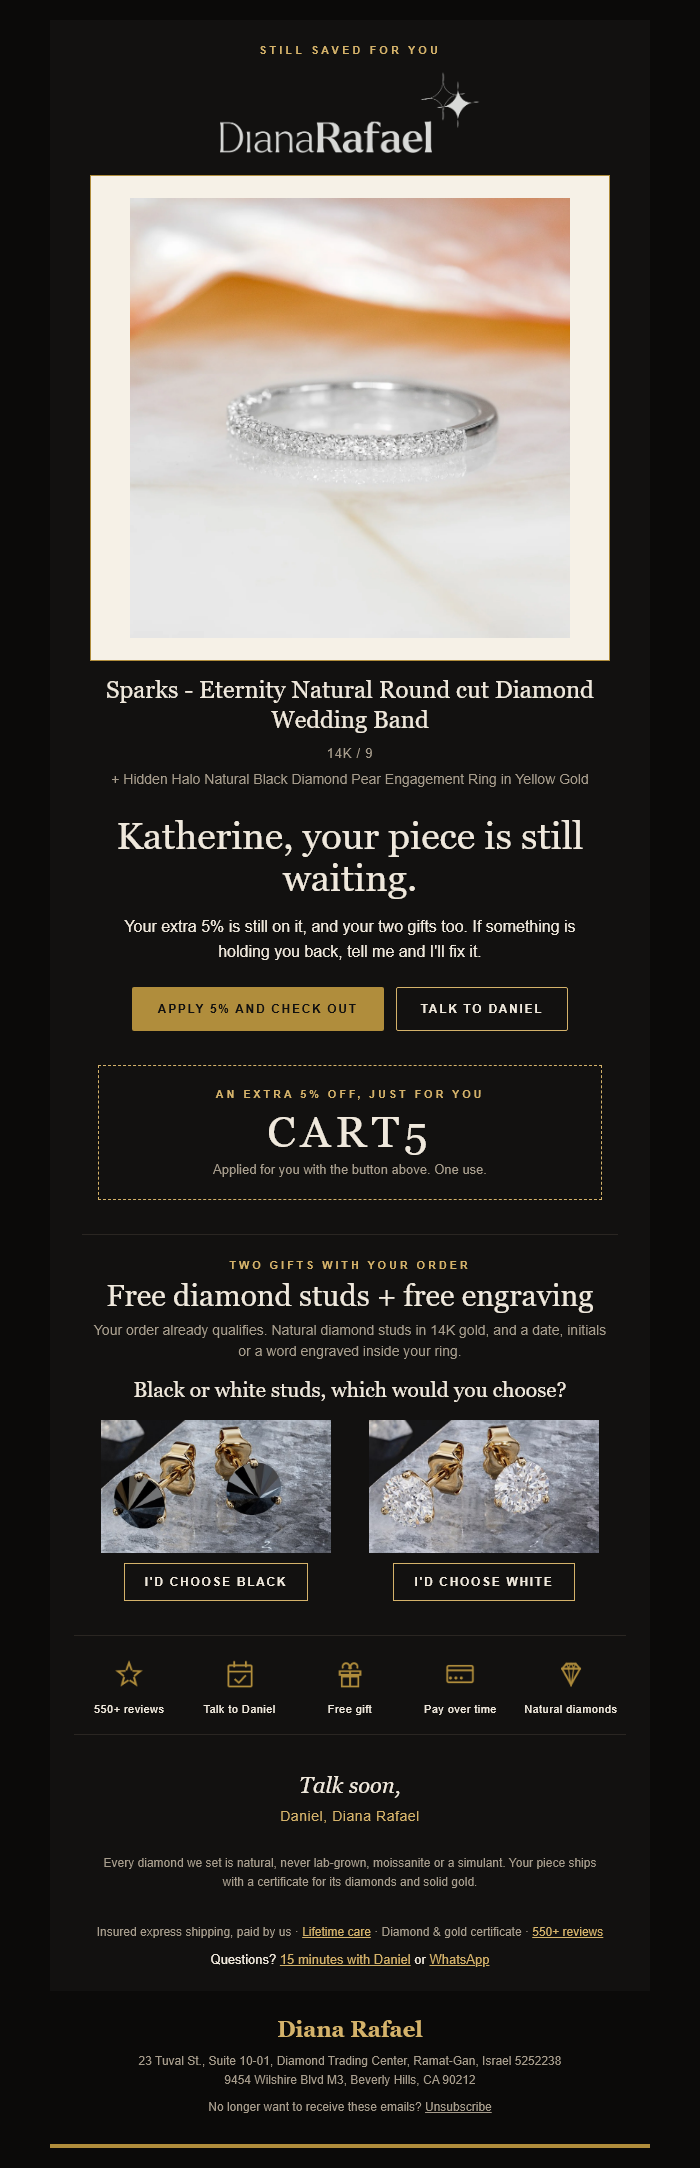 STILL SAVED FOR YOU
DianaRafael
Sparks - Eternity Natural Round cut Diamond
Wedding Band
14K / 9
+ Hidden Halo Natural Black Diamond Pear Engagement Ring in Yellow Gold
Katherine, your piece is still
waiting.
Your extra 5% is still on it, and your two gifts too. If something is
holding you back, tell me and I'll fix it.
APPLY 5% AND CHECK OUT
TALK TO DANIEL
AN EXTRA 5% OFF, JUST FOR YOU
CART5
Applied for you with the button above. One use.
TWO GIFTS WITH YOUR ORDER
Free diamond studs + free engraving
Your order already qualifies. Natural diamond studs in 14K gold, and a date, initials
or a word engraved inside your ring.
Black or white studs, which would you choose?
I'D CHOOSE BLACK
I'D CHOOSE WHITE
550+ reviews
Talk to Daniel
Free gift
Pay over time
Natural diamonds
Talk soon,
Daniel, Diana Rafael
Every diamond we set is natural, never lab-grown, moissanite or a simulant. Your piece ships
with a certificate for its diamonds and solid gold.
Insured express shipping, paid by us · Lifetime care · Diamond & gold certificate · 550+ reviews
Questions? 15 minutes with Daniel or WhatsApp
Diana Rafael
23 Tuval St., Suite 10-01, Diamond Trading Center, Ramat-Gan, Israel 5252238
9454 Wilshire Blvd M3, Beverly Hills, CA 90212
No longer want to receive these emails? Unsubscribe